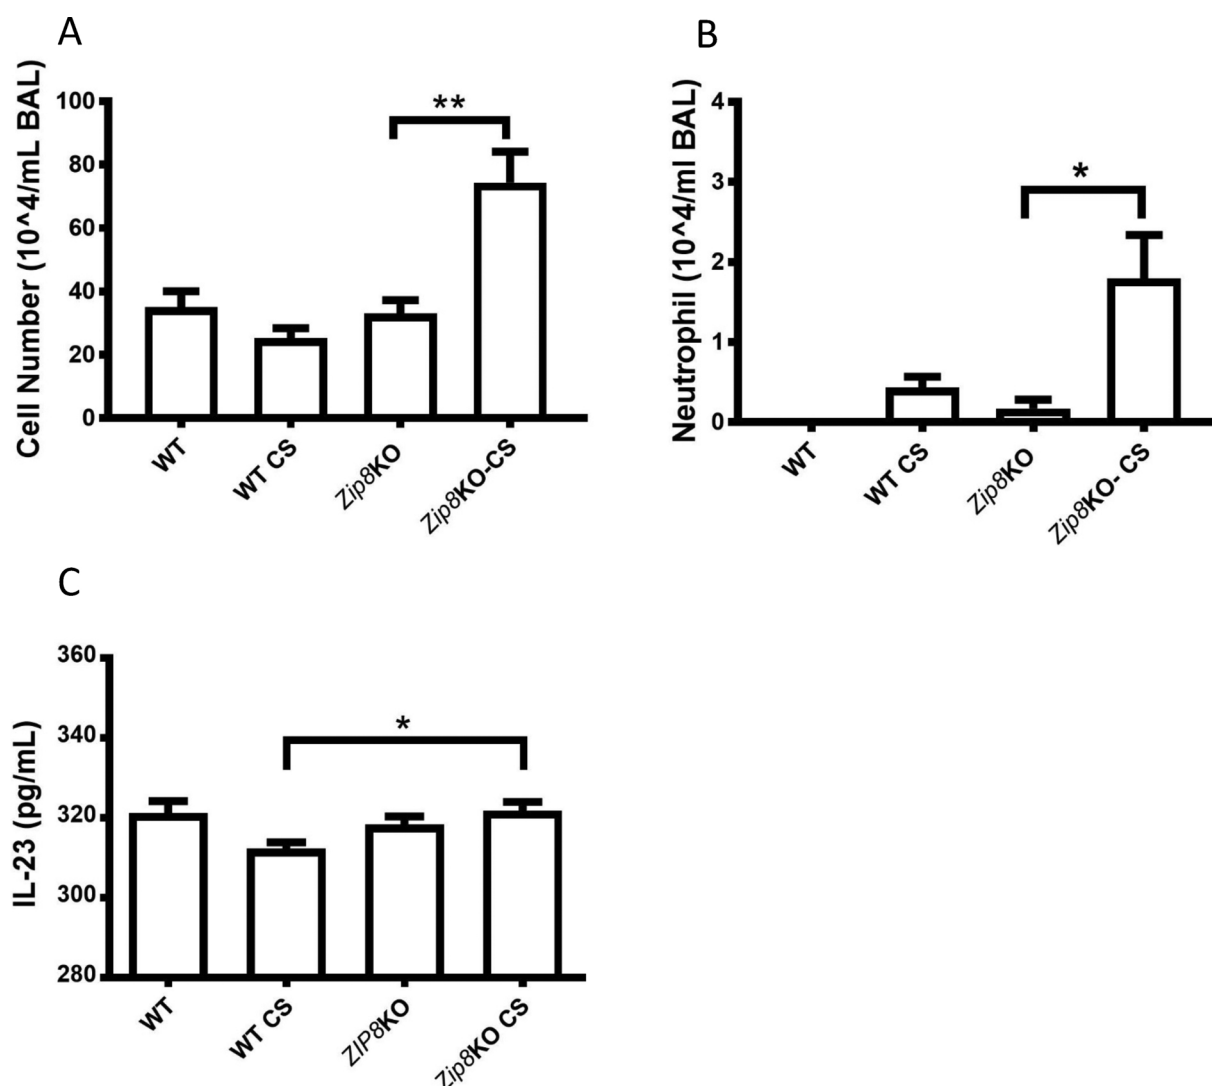 A
Cell Number (10^4/mL BAL)
100
80
60
40
20
0
**
WT
WT CS
Zip8KO
Zip8KO-CS
B
Neutrophil (10^4/ml BAL)
4
3
2
1
0
*
WT
WT CS
Zip8KO
Zip8KO- CS
C
IL-23 (pg/mL)
360
340
320
300
280
*
WT
WT CS
ZIP8KO
Zip8KO CS